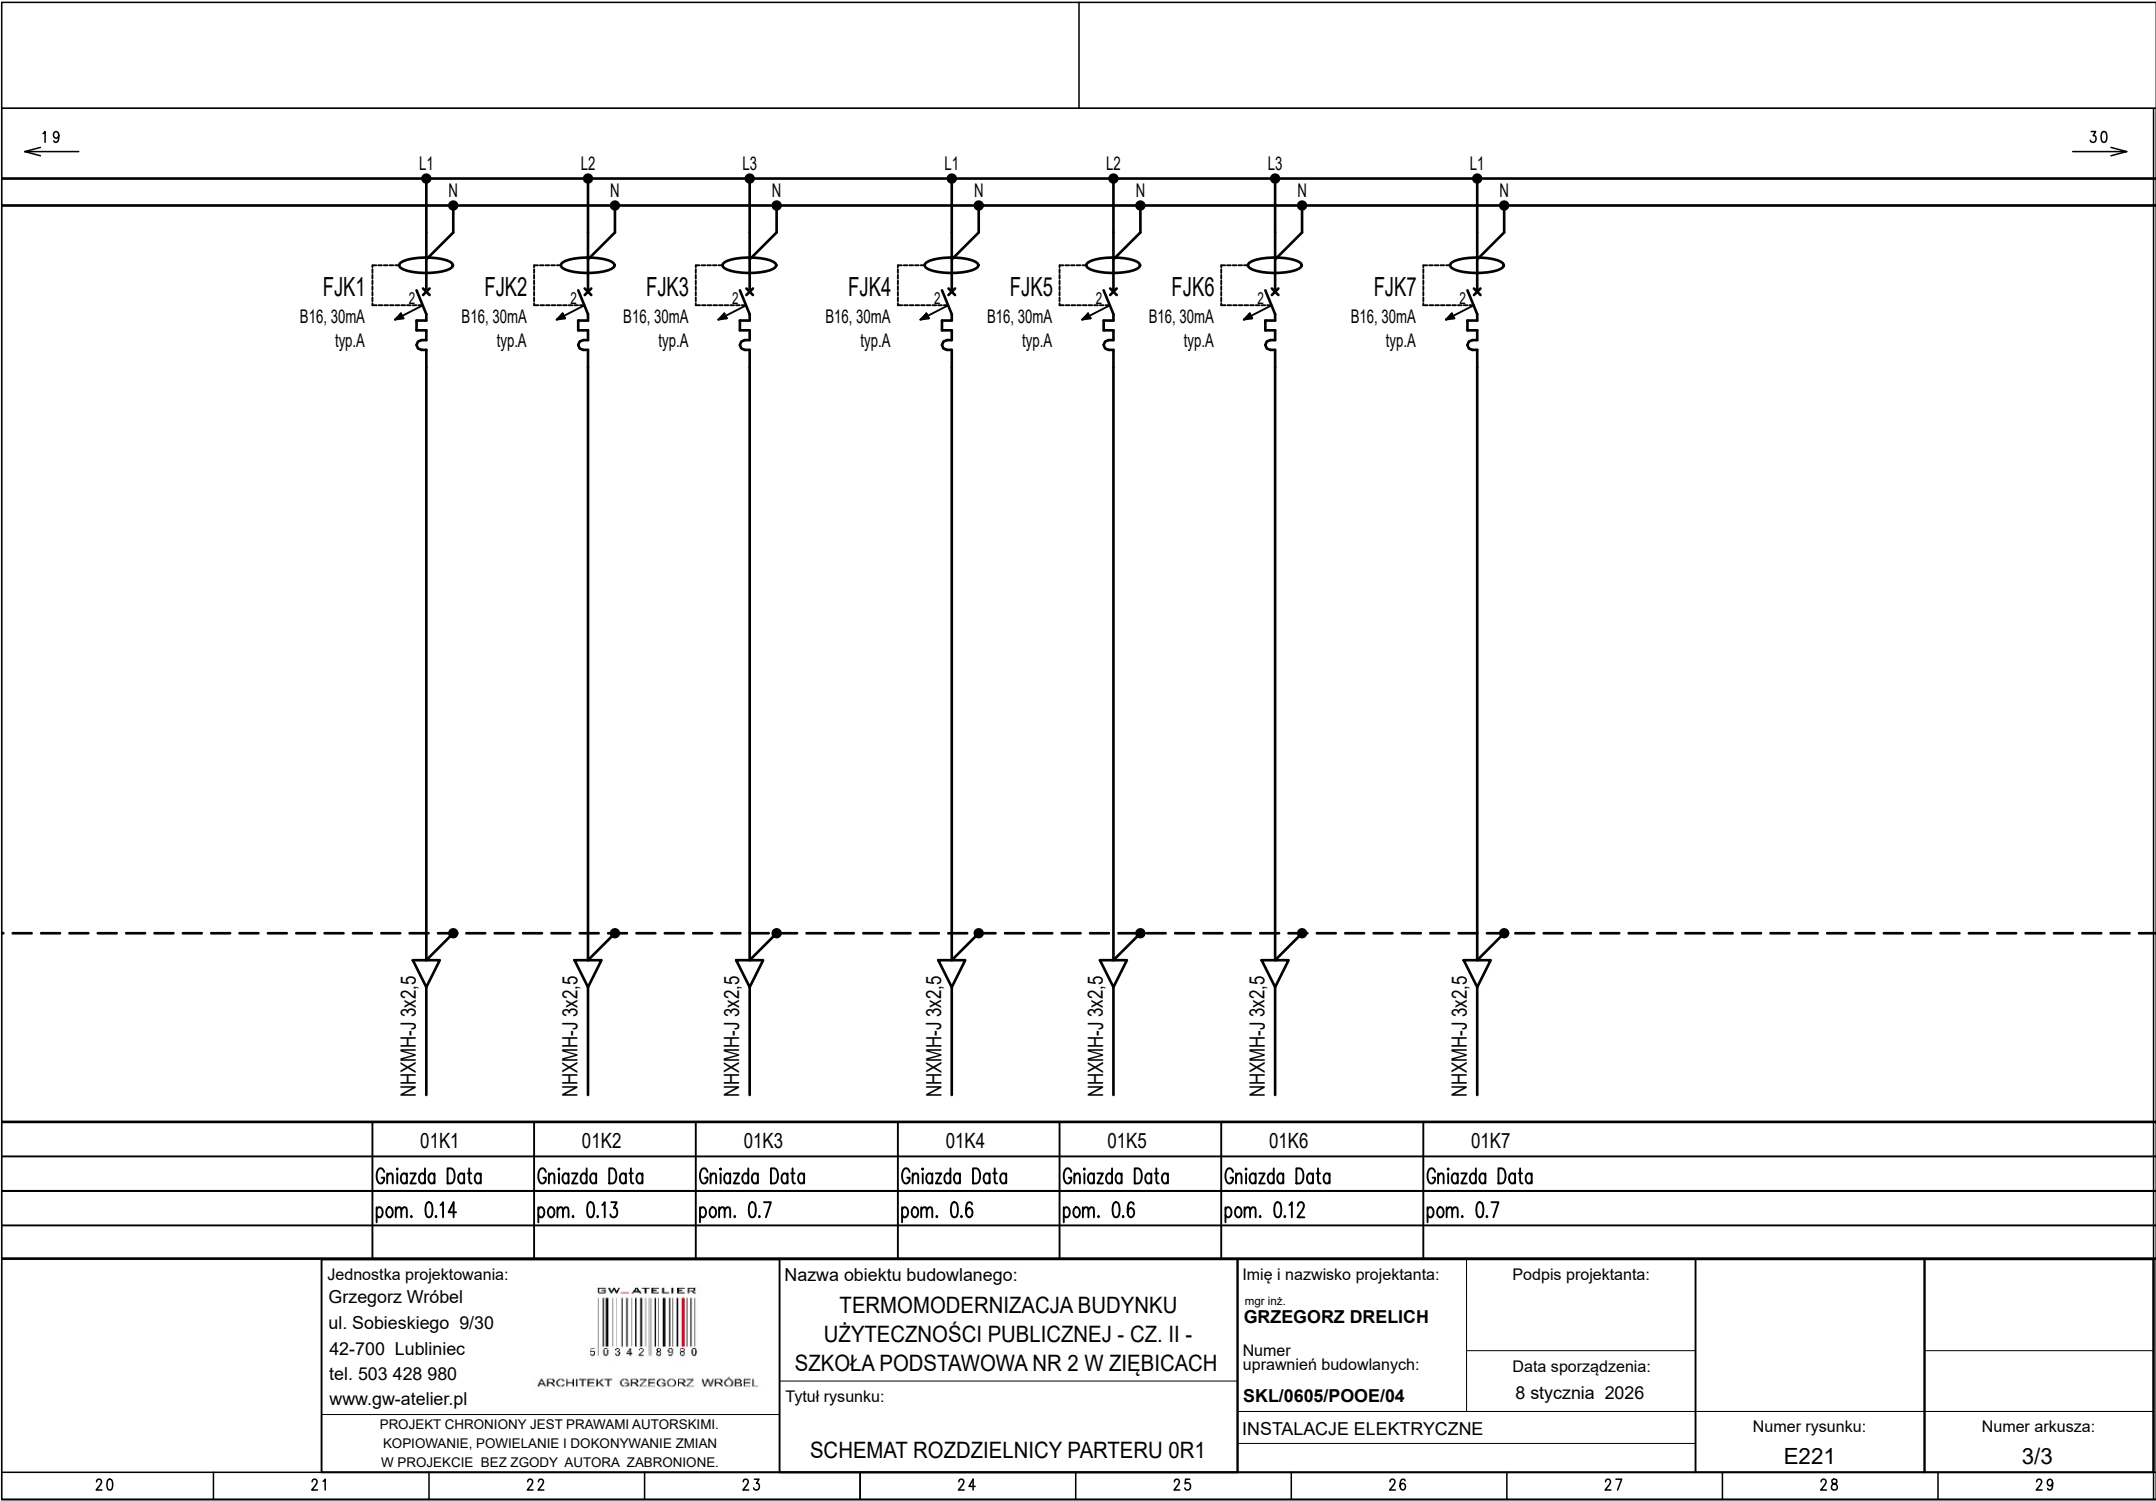 19
30
L1 L2 L3 L1 L2 L3 L1
N N N N N N N
FJK1 FJK2 FJK3 FJK4 FJK5 FJK6 FJK7
2 2 2 2 2 2 2
B16, 30mA B16, 30mA B16, 30mA B16, 30mA B16, 30mA B16, 30mA B16, 30mA
typ.A typ.A typ.A typ.A typ.A typ.A typ.A
NHXMH-J 3x2,5
NHXMH-J 3x2,5
NHXMH-J 3x2,5
NHXMH-J 3x2,5
NHXMH-J 3x2,5
NHXMH-J 3x2,5
NHXMH-J 3x2,5
01K1 01K2 01K3 01K4 01K5 01K6 01K7
Gniazda Data Gniazda Data Gniazda Data Gniazda Data Gniazda Data Gniazda Data Gniazda Data
pom. 0.14 pom. 0.13 pom. 0.7 pom. 0.6 pom. 0.6 pom. 0.12 pom. 0.7
Jednostka projektowania:
Grzegorz Wróbel
ul. Sobieskiego 9/30
42-700 Lubliniec
tel. 503 428 980
www.gw-atelier.pl
GW_ATELIER
503428980
ARCHITEKT GRZEGORZ WRÓBEL
PROJEKT CHRONIONY JEST PRAWAMI AUTORSKIMI.
KOPIOWANIE, POWIELANIE I DOKONYWANIE ZMIAN
W PROJEKCIE BEZ ZGODY AUTORA ZABRONIONE.
Nazwa obiektu budowlanego:
TERMOMODERNIZACJA BUDYNKU
UŻYTECZNOŚCI PUBLICZNEJ - CZ. II -
SZKOŁA PODSTAWOWA NR 2 W ZIĘBICACH
Tytuł rysunku:
SCHEMAT ROZDZIELNICY PARTERU 0R1
Imię i nazwisko projektanta:
mgr inż.
GRZEGORZ DRELICH
Numer
uprawnień budowlanych:
SKL/0605/POOE/04
Podpis projektanta:
Data sporządzenia:
8 stycznia 2026
INSTALACJE ELEKTRYCZNE
Numer rysunku:
E221
Numer arkusza:
3/3
20 21 22 23 24 25 26 27 28 29